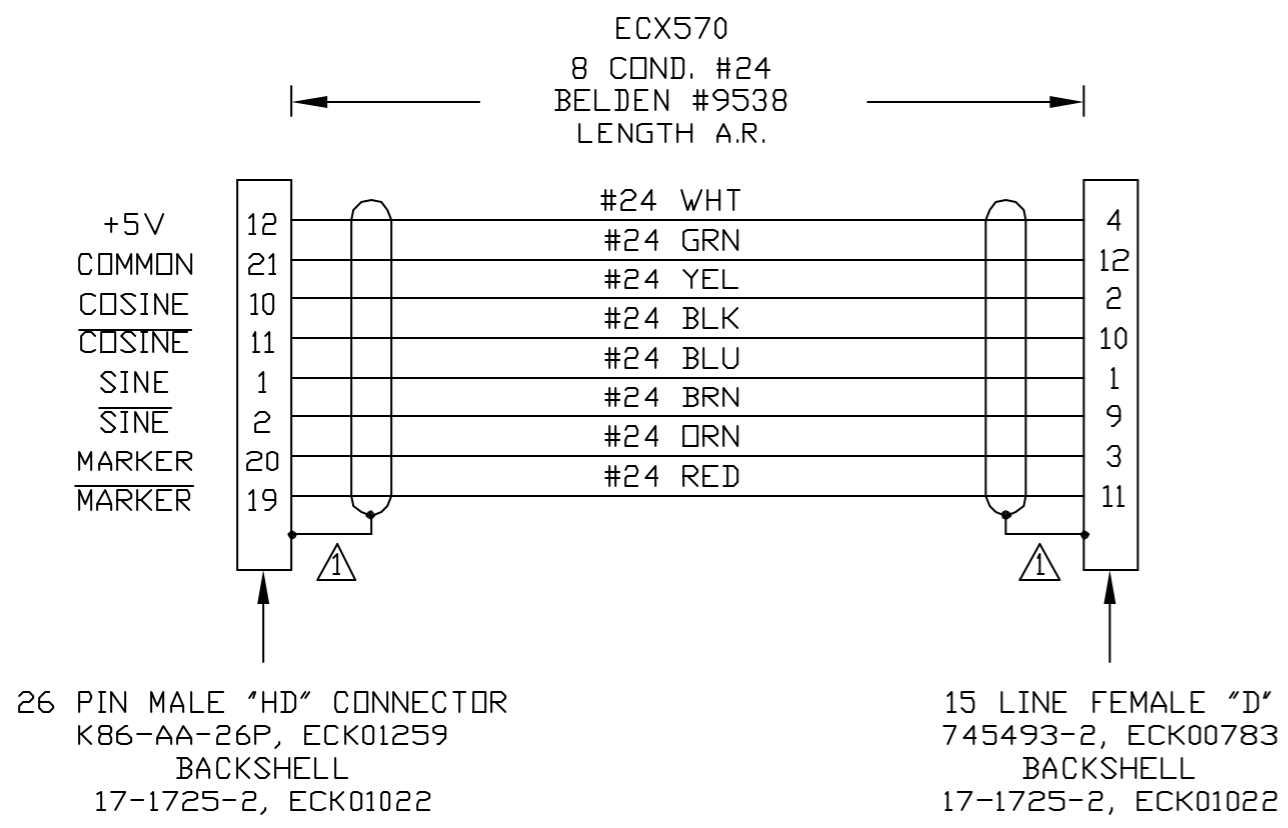 ECX570
8 COND. #24
BELDEN #9538
LENGTH A.R.
+5V 12 #24 WHT 4
COMMON 21 #24 GRN 12
COSINE 10 #24 YEL 2
COSINE 11 #24 BLK 10
SINE 1 #24 BLU 1
SINE 2 #24 BRN 9
MARKER 20 #24 ORN 3
MARKER 19 #24 RED 11
1 1
26 PIN MALE "HD" CONNECTOR
K86-AA-26P, ECK01259
BACKSHELL
17-1725-2, ECK01022
15 LINE FEMALE "D"
745493-2, ECK00783
BACKSHELL
17-1725-2, ECK01022